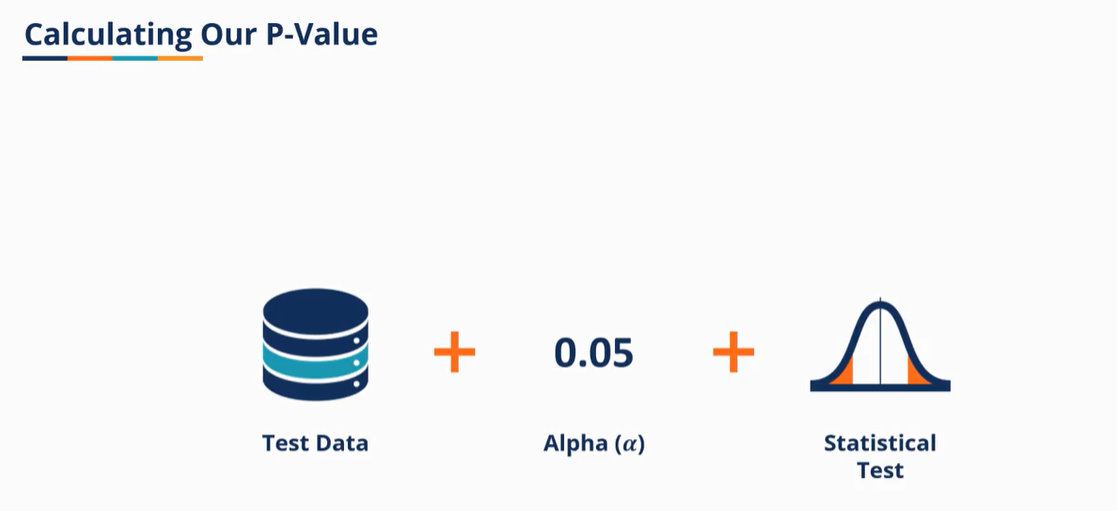 Calculating Our P-Value
+
0.05
+
Test Data
Alpha (α)
Statistical
Test